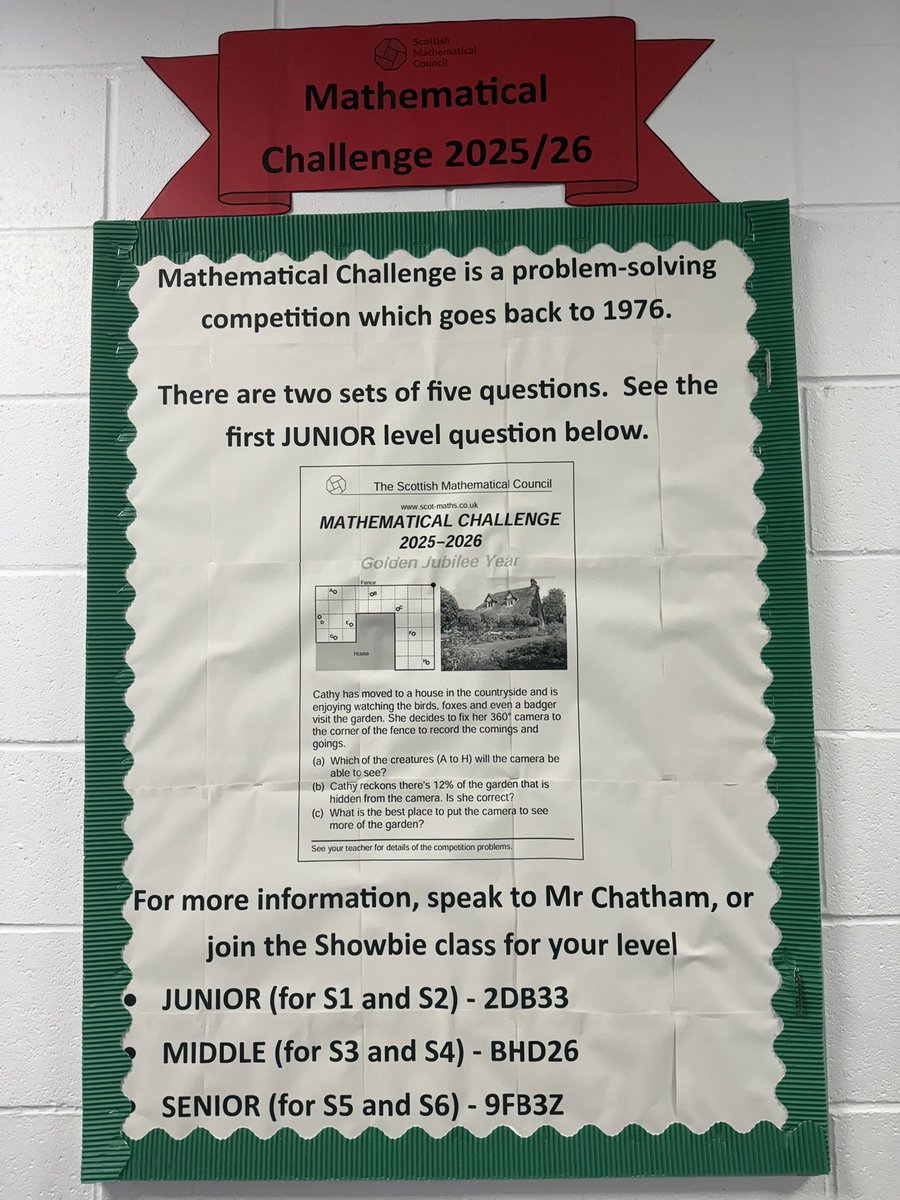 Scottish
Mathematical
Council
Mathematical
Challenge 2025/26
Mathematical Challenge is a problem-solving
competition which goes back to 1976.
There are two sets of five questions. See the
first JUNIOR level question below.
The Scottish Mathematical Council
www.scot-maths.co.uk
MATHEMATICAL CHALLENGE
2025–2026
Golden Jubilee Year
Fence
A
B
C
D
E
F
G
House
H
Cathy has moved to a house in the countryside and is
enjoying watching the birds, foxes and even a badger
visit the garden. She decides to fix her 360° camera to
the corner of the fence to record the comings and
goings.
(a) Which of the creatures (A to H) will the camera be
able to see?
(b) Cathy reckons there's 12% of the garden that is
hidden from the camera. Is she correct?
(c) What is the best place to put the camera to see
more of the garden?
See your teacher for details of the competition problems.
For more information, speak to Mr Chatham, or
join the Showbie class for your level
• JUNIOR (for S1 and S2) - 2DB33
• MIDDLE (for S3 and S4) - BHD26
• SENIOR (for S5 and S6) - 9FB3Z